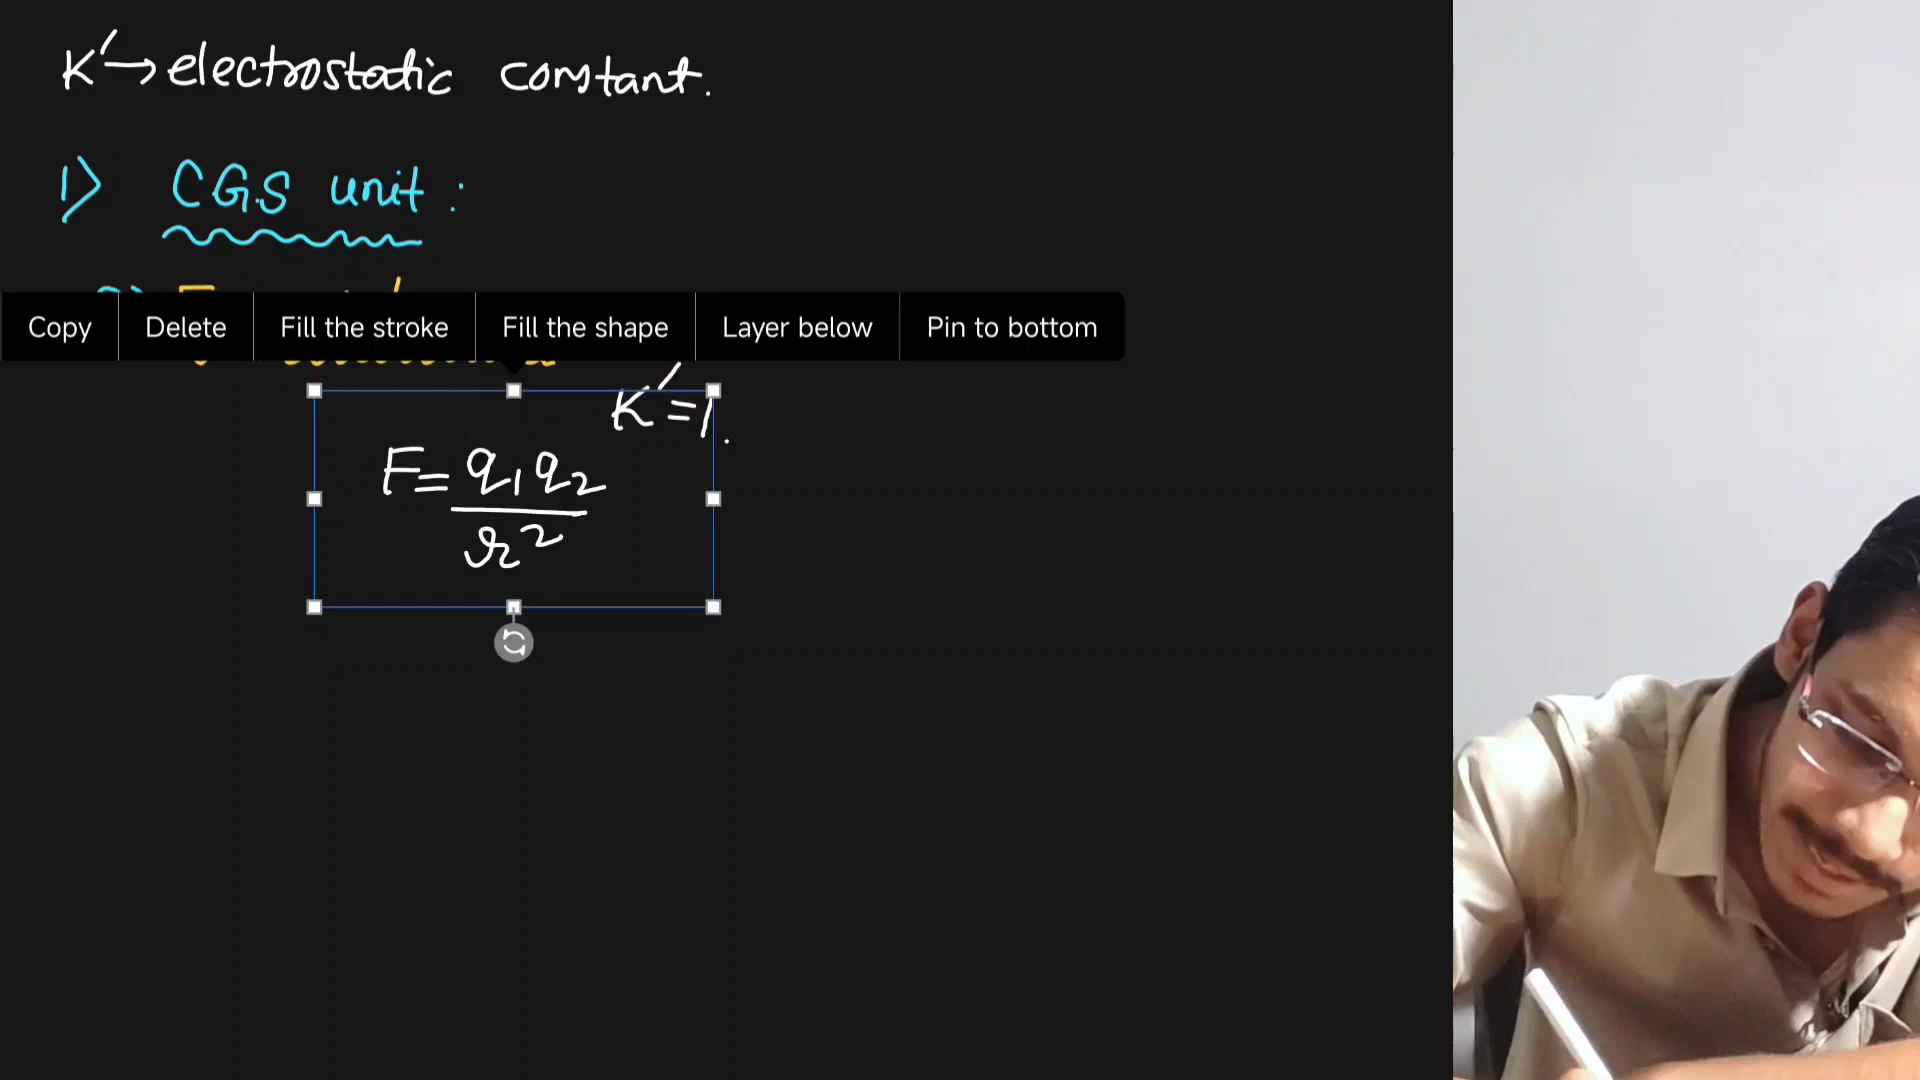 K' → electrostatic constant.
1) CGS unit :
Copy Delete Fill the stroke Fill the shape Layer below Pin to bottom
K' = 1.
F = q₁q₂
r²